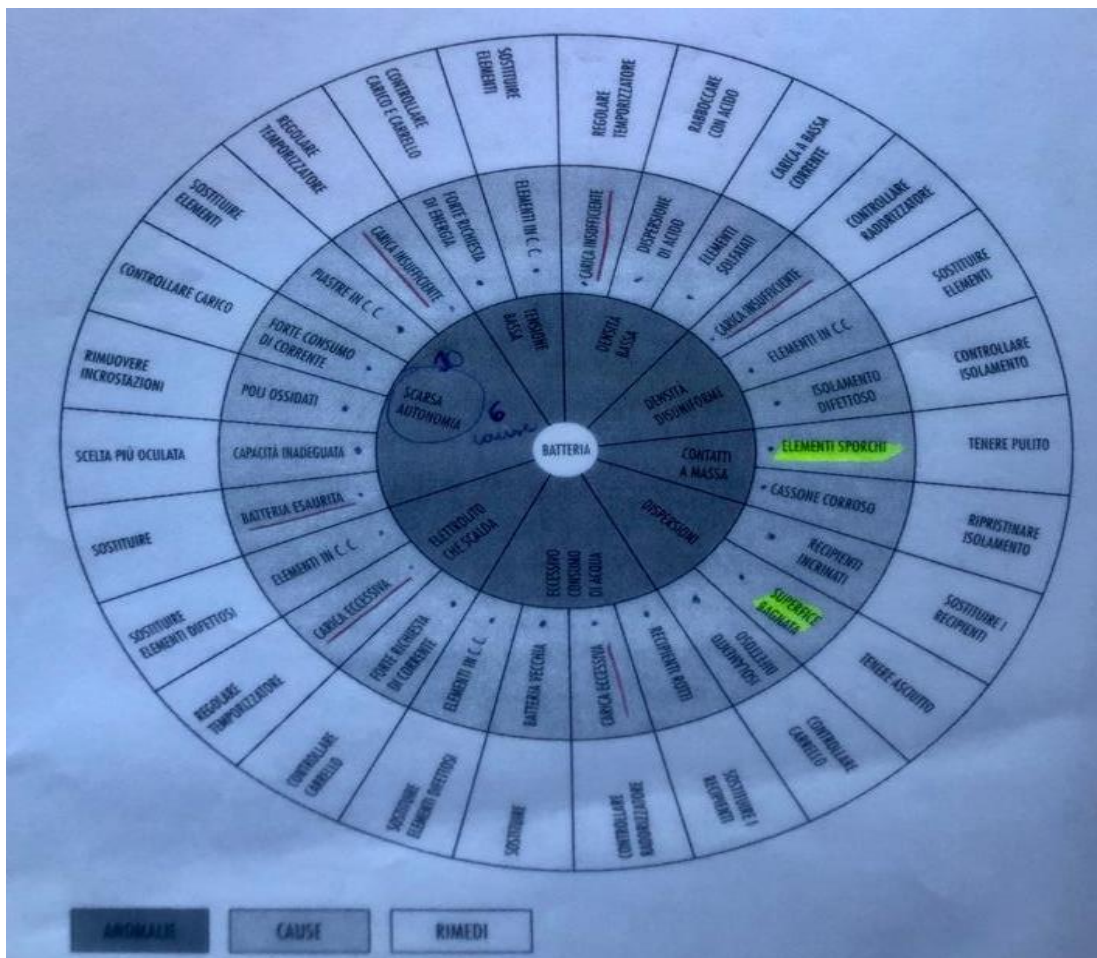 SOSTITUIRE
ELEMENTI
REGOLARE
TEMPORIZZATORE
RABBOCCARE
CON ACIDO
CARICA A BASSA
CORRENTE
CONTROLLARE
RADDRIZZATORE
SOSTITUIRE
ELEMENTI
CONTROLLARE
ISOLAMENTO
TENERE PULITO
RIPRISTINARE
ISOLAMENTO
SOSTITUIRE I
RECIPIENTI
TENERE ASCIUTTO
CONTROLLARE
CARRELLO
SOSTITUIRE I
RECIPIENTI
CONTROLLARE
RADDRIZZATORE
SOSTITUIRE
SOSTITUIRE
ELEMENTI DIFETTOSI
CONTROLLARE
CARRELLO
REGOLARE
TEMPORIZZATORE
SOSTITUIRE
ELEMENTI DIFETTOSI
SOSTITUIRE
SCELTA PIÙ OCULATA
RIMUOVERE
INCROSTAZIONI
CONTROLLARE CARICO
SOSTITUIRE
ELEMENTI
REGOLARE
TEMPORIZZATORE
CONTROLLARE
CARICO E CARRELLO
ELEMENTI IN C.C.
CARICA INSUFFICIENTE
DISPERSIONE
DI ACIDO
ELEMENTI
SOLFATATI
CARICA INSUFFICIENTE
ELEMENTI IN C.C.
ISOLAMENTO
DIFETTOSO
ELEMENTI SPORCHI
CASSONE CORROSO
RECIPIENTI
INCRINATI
SUPERFICE
BAGNATA
ISOLAMENTO
DIFETTOSO
RECIPIENTI ROTTI
CARICA ECCESSIVA
BATTERIA VECCHIA
ELEMENTI IN C.C.
FORTE RICHIESTA
DI CORRENTE
CARICA ECCESSIVA
ELEMENTI IN C.C.
BATTERIA ESAURITA
CAPACITÀ INADEGUATA
POLI OSSIDATI
FORTE CONSUMO
DI CORRENTE
PIASTRE IN C.C.
CARICA INSUFFICIENTE
FORTE RICHIESTA
DI ENERGIA
TENSIONE
BASSA
DENSITÀ
BASSA
DENSITÀ
DISUNIFORME
CONTATTI
A MASSA
DISPERSIONI
ECCESSIVO
CONSUNO
DI ACQUA
ELETTROLITO
CHE SCALDA
SCARSA
AUTONOMIA
6
cause
BATTERIA
ANOMALIE
CAUSE
RIMEDI